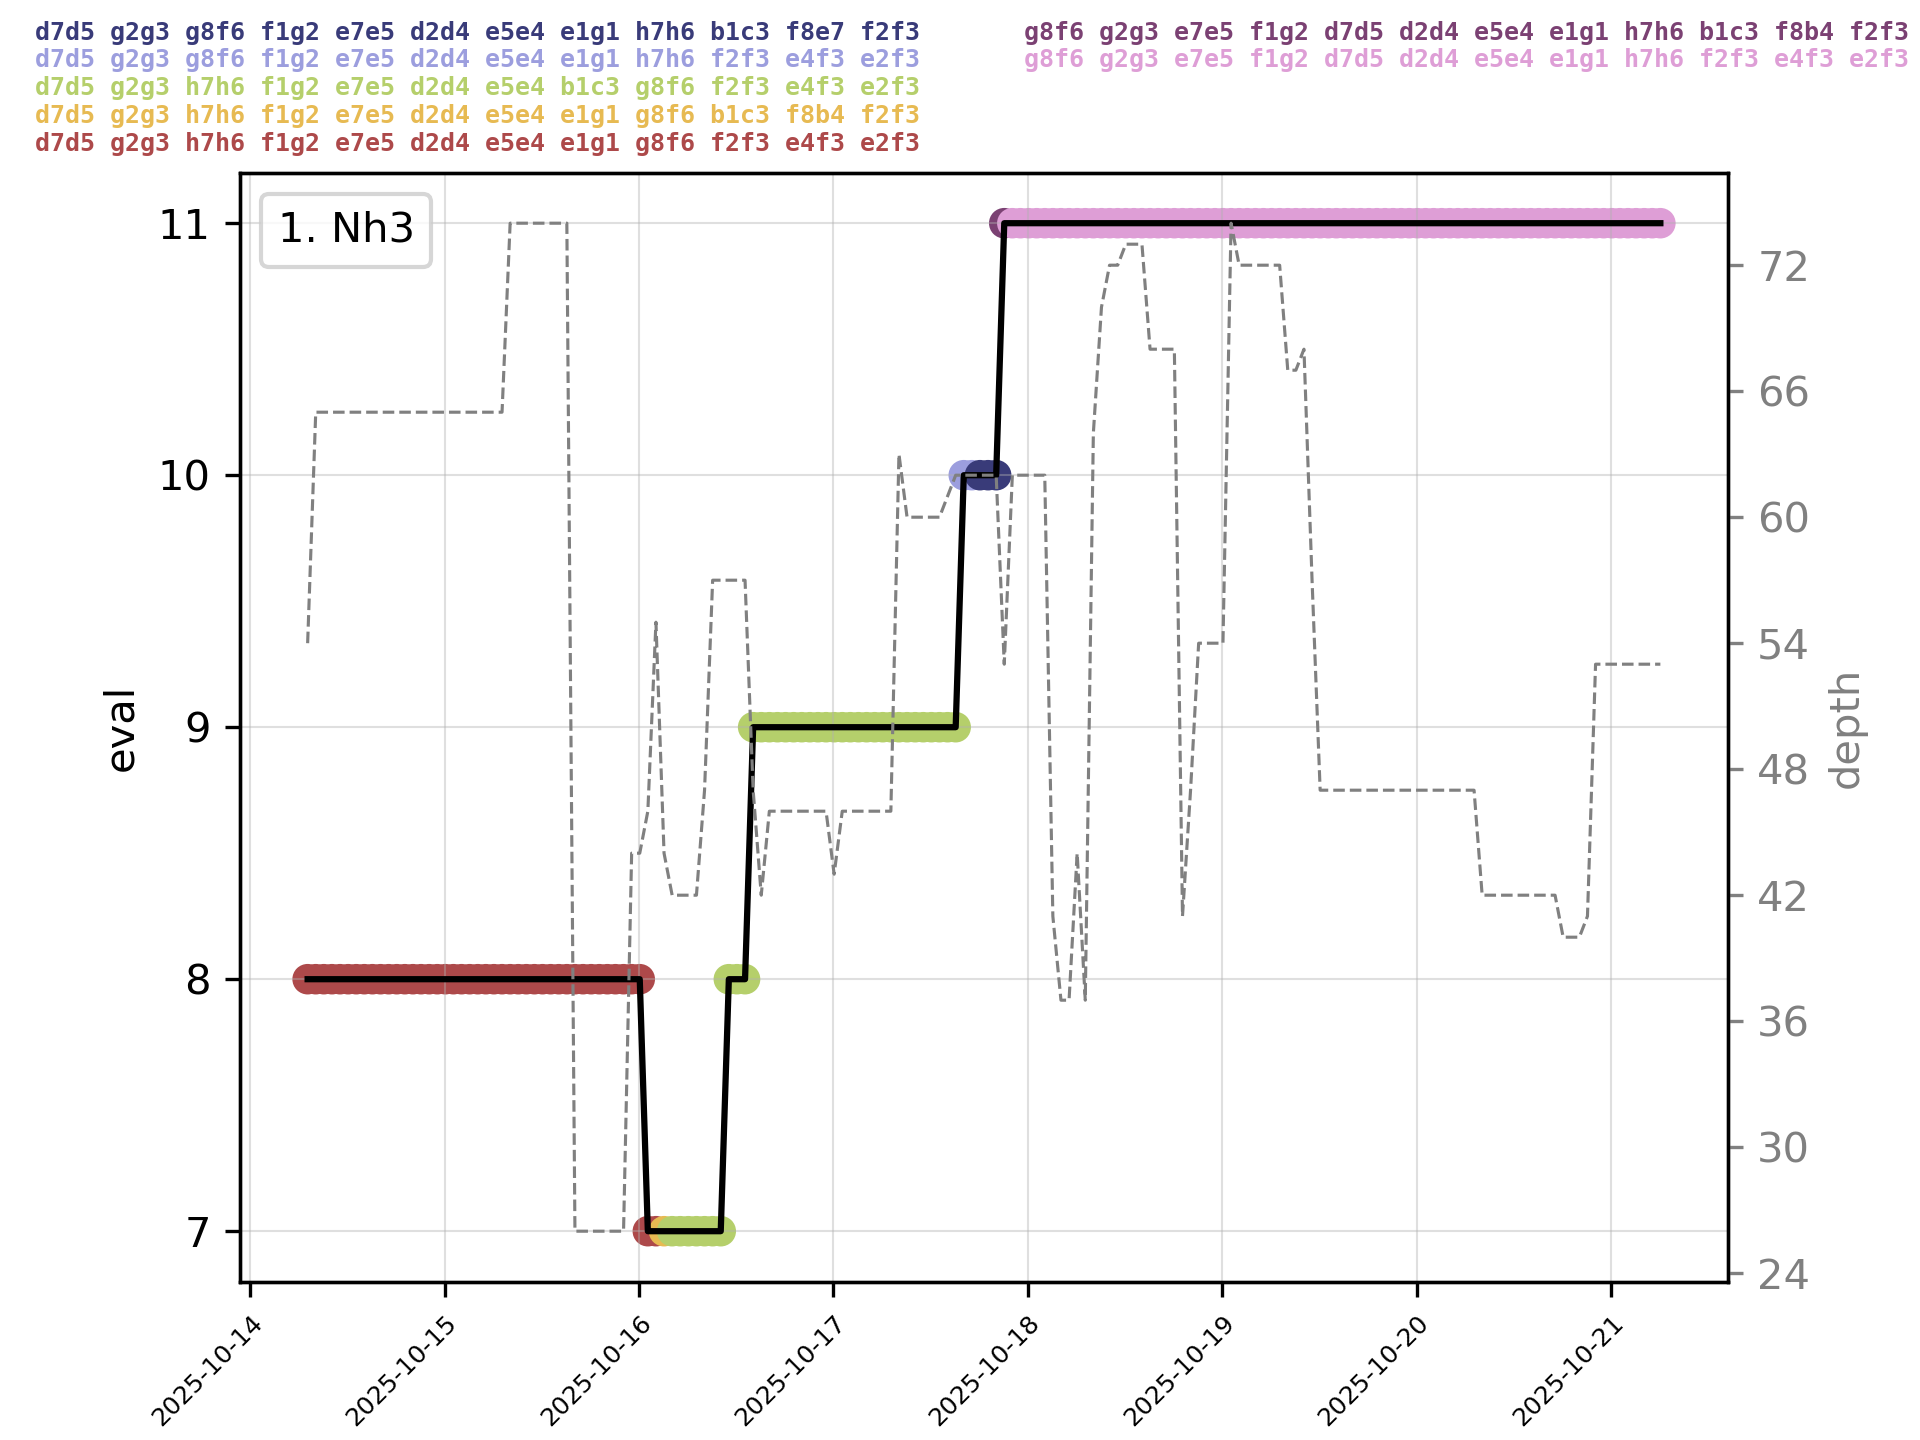 d7d5 g2g3 g8f6 f1g2 e7e5 d2d4 e5e4 e1g1 h7h6 b1c3 f8e7 f2f3
d7d5 g2g3 g8f6 f1g2 e7e5 d2d4 e5e4 e1g1 h7h6 f2f3 e4f3 e2f3
d7d5 g2g3 h7h6 f1g2 e7e5 d2d4 e5e4 b1c3 g8f6 f2f3 e4f3 e2f3
d7d5 g2g3 h7h6 f1g2 e7e5 d2d4 e5e4 e1g1 g8f6 b1c3 f8b4 f2f3
d7d5 g2g3 h7h6 f1g2 e7e5 d2d4 e5e4 e1g1 g8f6 f2f3 e4f3 e2f3
g8f6 g2g3 e7e5 f1g2 d7d5 d2d4 e5e4 e1g1 h7h6 b1c3 f8b4 f2f3
g8f6 g2g3 e7e5 f1g2 d7d5 d2d4 e5e4 e1g1 h7h6 f2f3 e4f3 e2f3
1. Nh3
11
10
9
8
7
eval
72
66
60
54
48
42
36
30
24
depth
2025-10-14
2025-10-15
2025-10-16
2025-10-17
2025-10-18
2025-10-19
2025-10-20
2025-10-21